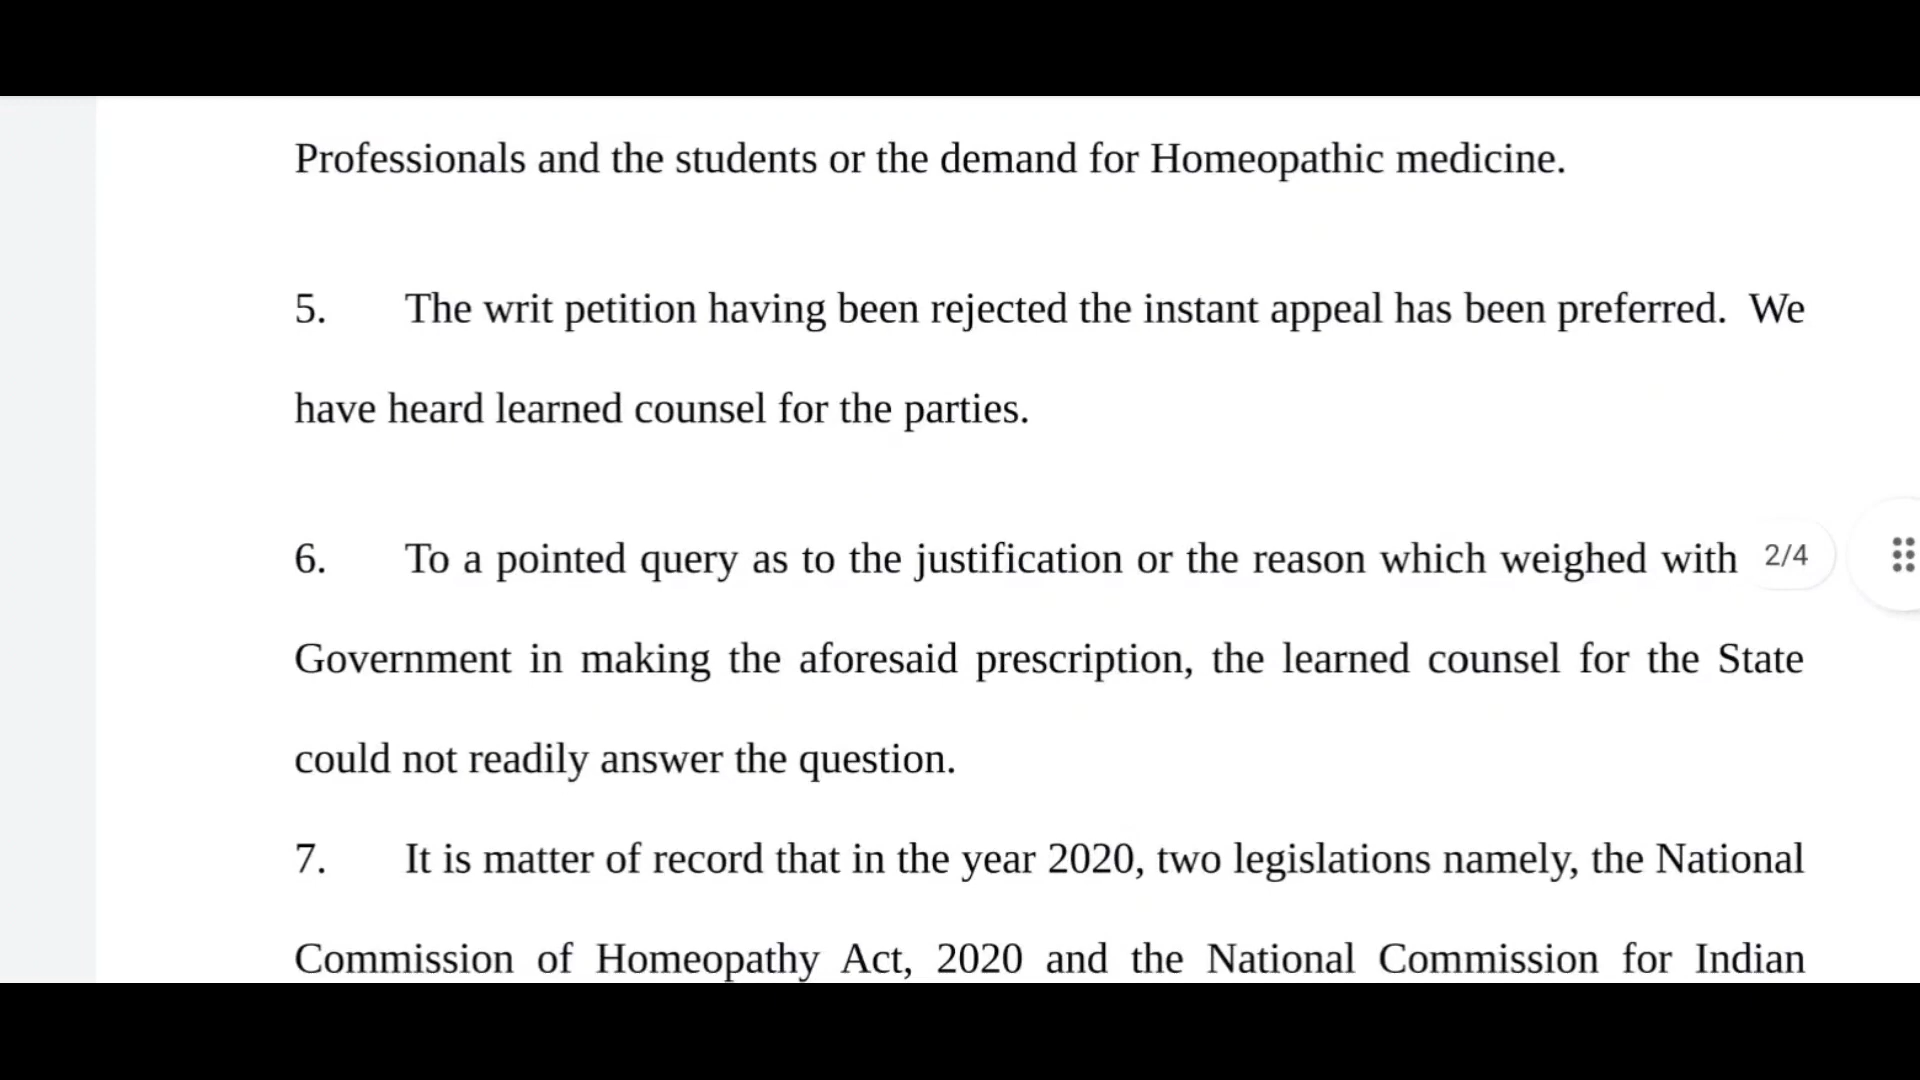 Professionals and the students or the demand for Homeopathic medicine.
5. The writ petition having been rejected the instant appeal has been preferred. We
have heard learned counsel for the parties.
6. To a pointed query as to the justification or the reason which weighed with 2/4
Government in making the aforesaid prescription, the learned counsel for the State
could not readily answer the question.
7. It is matter of record that in the year 2020, two legislations namely, the National
Commission of Homeopathy Act, 2020 and the National Commission for Indian